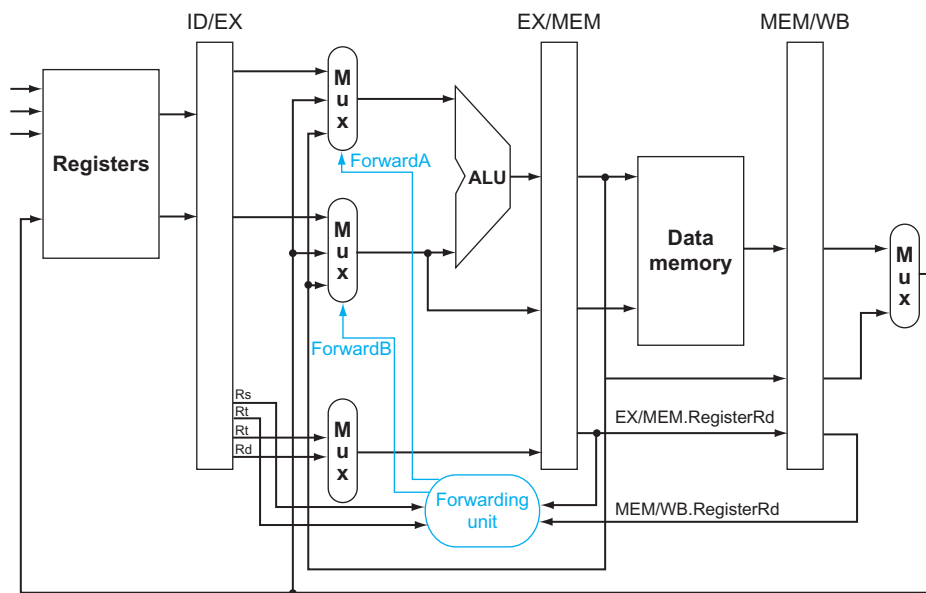 ID/EX
EX/MEM
MEM/WB
M
u
x
Registers
ForwardA
ALU
M
u
x
Data
memory
M
u
x
ForwardB
Rs
Rt
Rt
Rd
M
u
x
EX/MEM.RegisterRd
Forwarding
unit
MEM/WB.RegisterRd